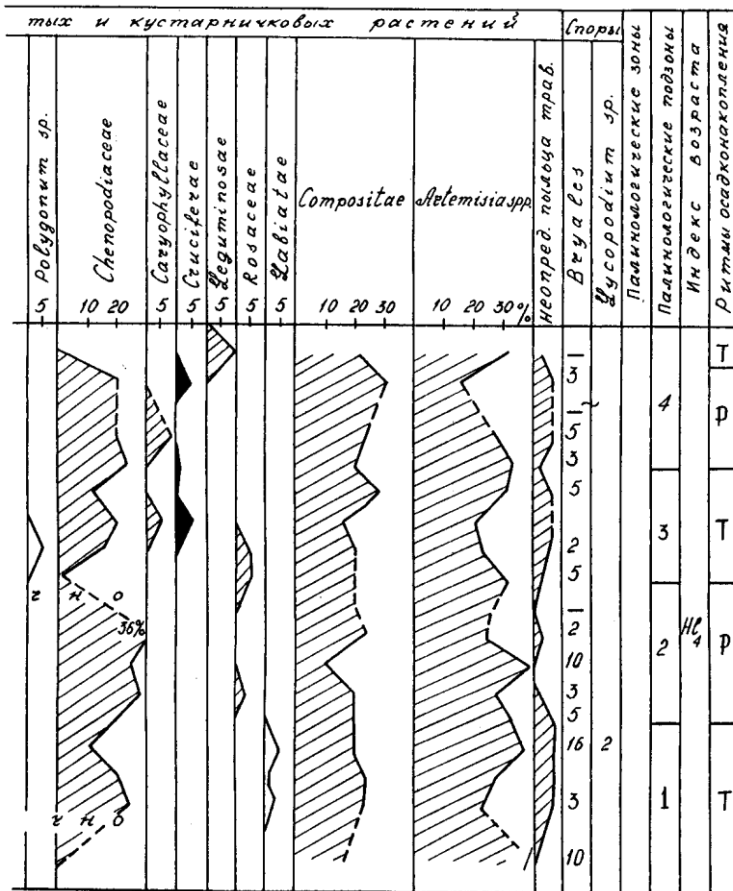 тых и кустарничковых растений
Споры
Polygonum sp.
Chenopodiaceae
Caryophyllaceae
Cruciferae
Leguminosae
Rosaceae
Labiatae
Compositae
Artemisia spp.
неопред. пыльца трав.
Bryales
Lycopodium sp.
Палинологические зоны
Палинологические подзоны
Индекс возраста
Ритмы осадконакопления
5
10 20
5
5
5
5
5
10 20 30
10 20 30%
3
5
3
5
2
5
2
10
3
5
16 2
3
10
4
3
2
1
Hl4
Т
Р
Т
Р
Т
г н о
36%
г н о